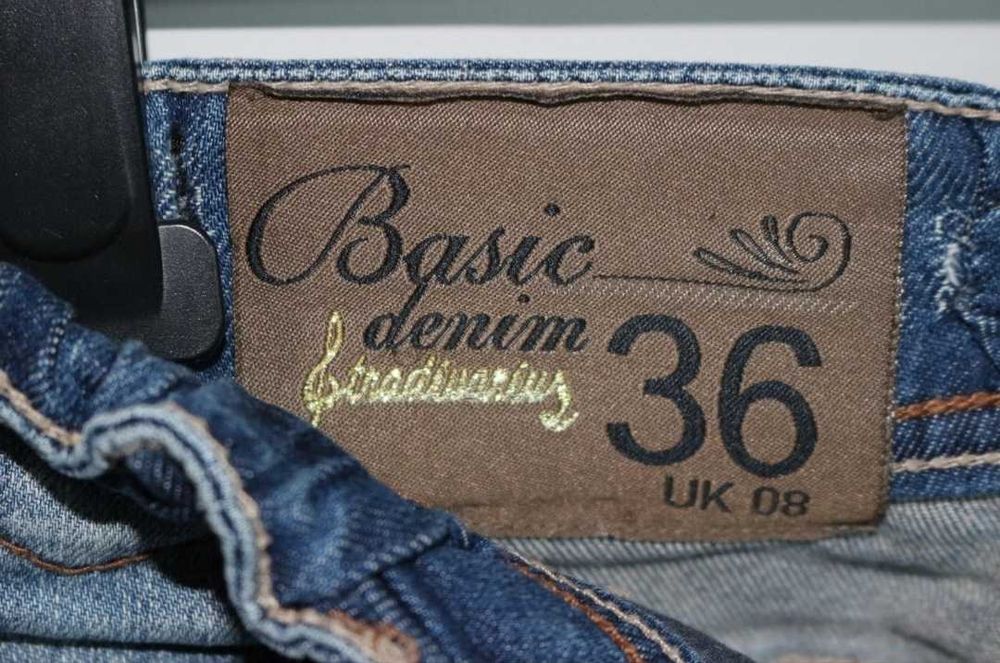 Basic
denim
Stradivarius
36
UK 08